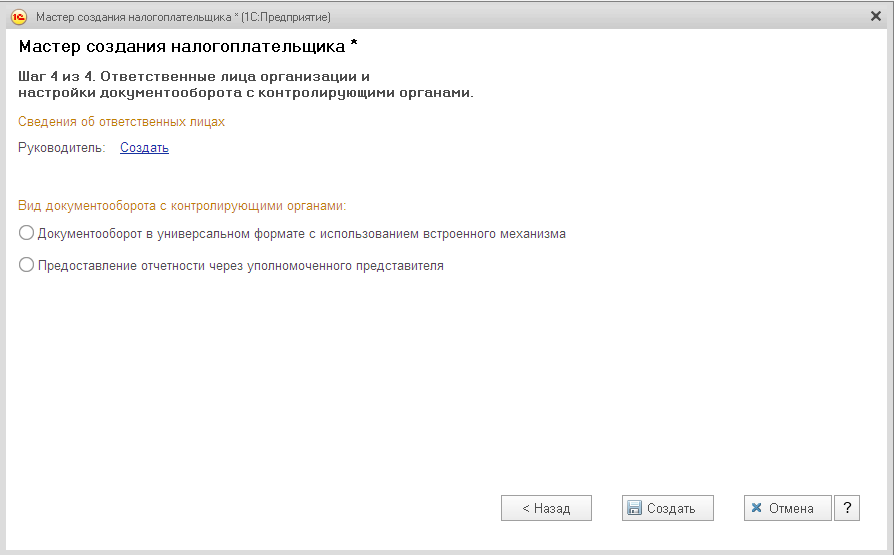 Мастер создания налогоплательщика * (1С:Предприятие)
Мастер создания налогоплательщика *
Шаг 4 из 4. Ответственные лица организации и
настройки документооборота с контролирующими органами.
Сведения об ответственных лицах
Руководитель: Создать
Вид документооборота с контролирующими органами:
Документооборот в универсальном формате с использованием встроенного механизма
Предоставление отчетности через уполномоченного представителя
< Назад Создать Отмена ?